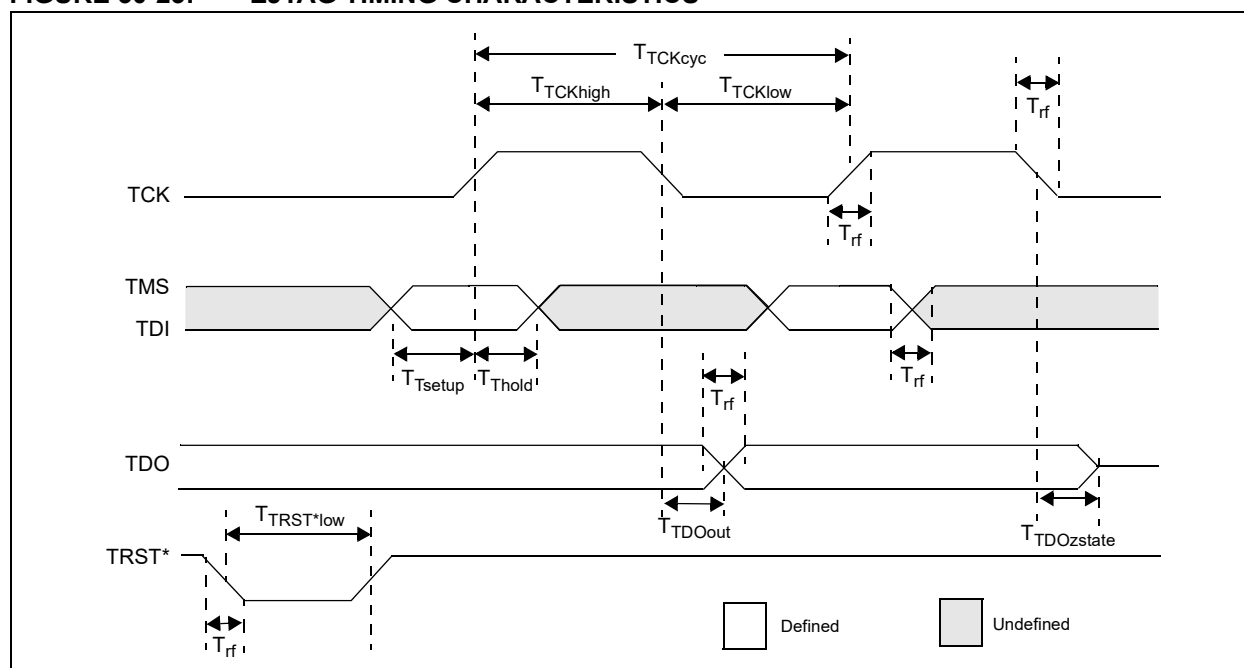 TTCKcyc
TTCKhigh
TTCKlow
Trf
TCK
Trf
TMS
TDI
TTsetup
TThold
Trf
Trf
TDO
TTDOout
TTDOzstate
TTRST*low
TRST*
Trf
Defined
Undefined